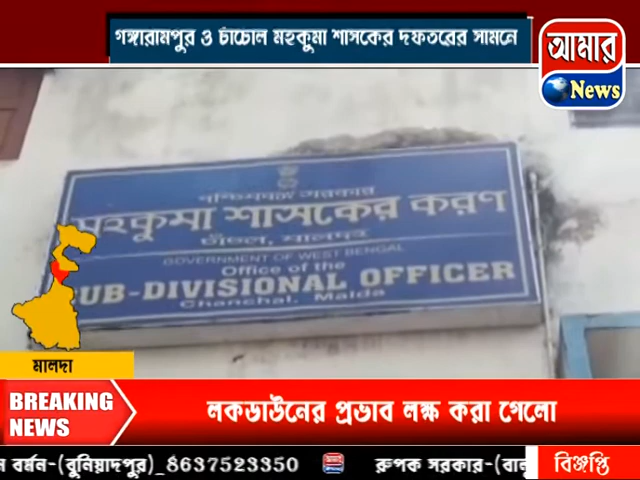 গঙ্গারামপুর ও চাঁচোল মহকুমা শাসকের দফতরের সামনে
আমার
News
পশ্চিমবঙ্গ সরকার
মহকুমা শাসকের করণ
চাঁচল, মালদহ
GOVERNMENT OF WEST BENGAL
Office of the
SUB-DIVISIONAL OFFICER
Chanchal, Malda
মালদা
BREAKING
NEWS
লকডাউনের প্রভাব লক্ষ করা গেলো
ন বর্মন-(বুনিয়াদপুর)_8637523350 রুপক সরকার-(বালু
বিজ্ঞপ্তি